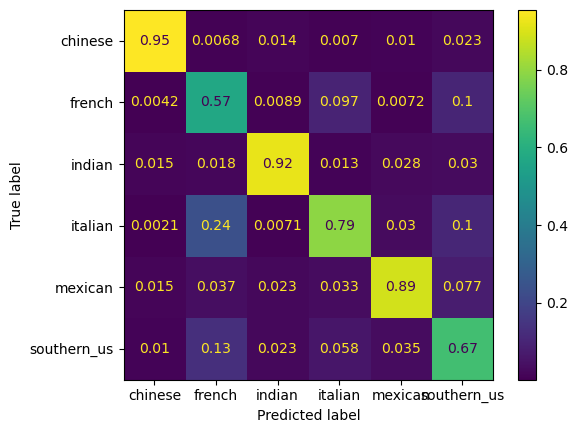 chinese 0.95 0.0068 0.014 0.007 0.01 0.023
french 0.0042 0.57 0.0089 0.097 0.0072 0.1
indian 0.015 0.018 0.92 0.013 0.028 0.03
italian 0.0021 0.24 0.0071 0.79 0.03 0.1
mexican 0.015 0.037 0.023 0.033 0.89 0.077
southern_us 0.01 0.13 0.023 0.058 0.035 0.67
chinese french indian italian mexican southern_us
Predicted label
True label
0.8
0.6
0.4
0.2